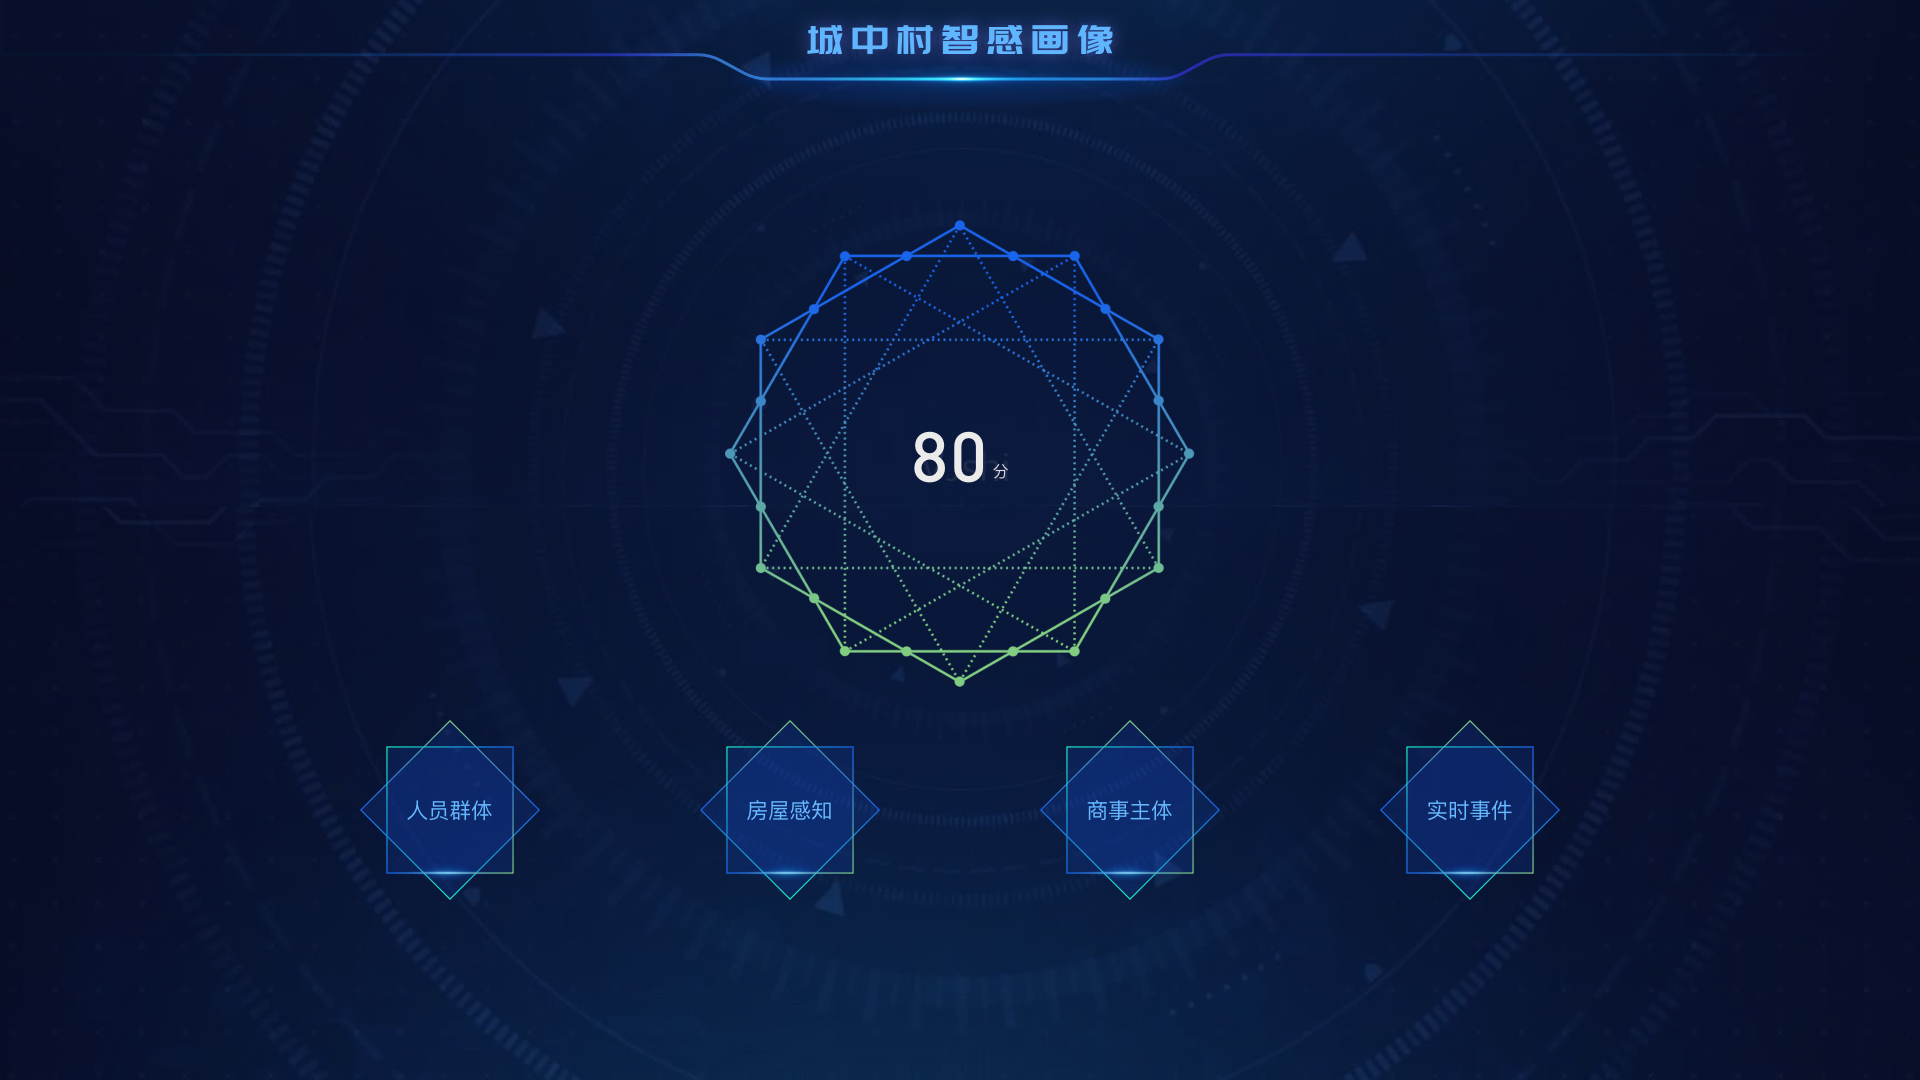 城中村智感画像
80分
人员群体
房屋感知
商事主体
实时事件